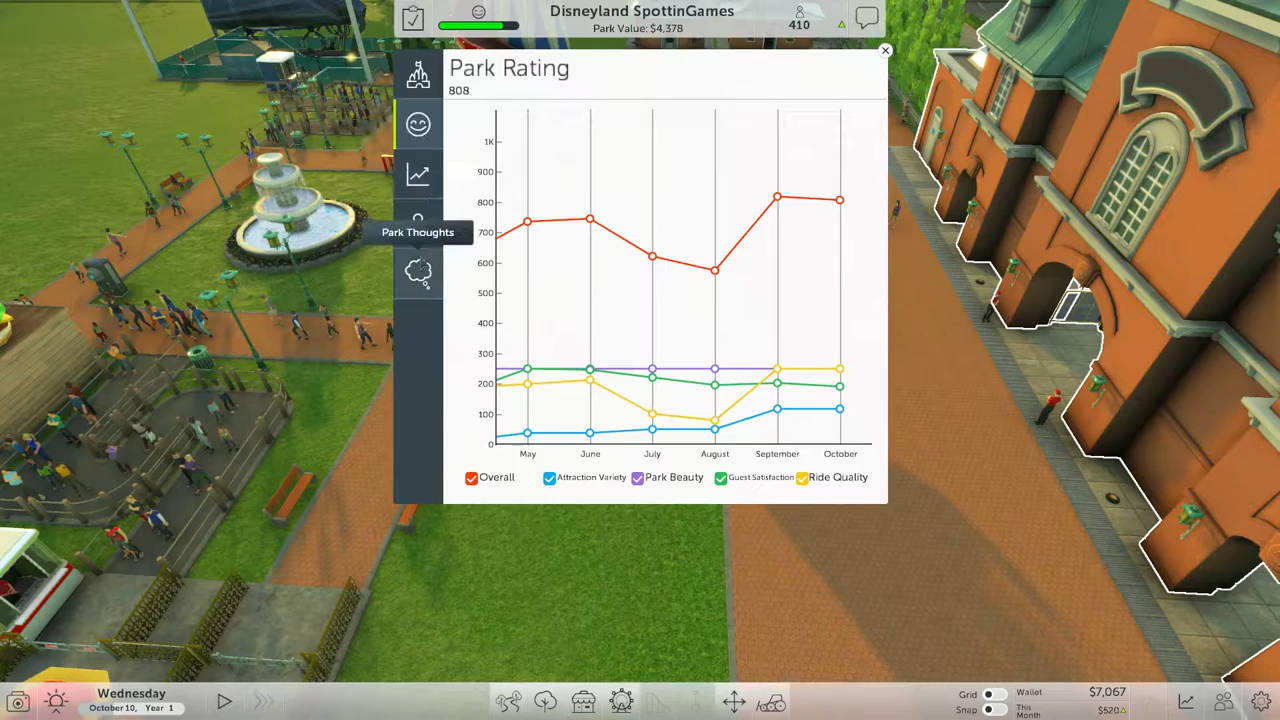 Disneyland SpottinGames
Park Value: $4,378
410
Park Rating
808
Park Thoughts
1K
900
800
700
600
500
400
300
200
100
0
May June July August September October
Overall Attraction Variety Park Beauty Guest Satisfaction Ride Quality
Wednesday
October 10, Year 1
Grid
Snap
Wallet $7,067
This Month $520